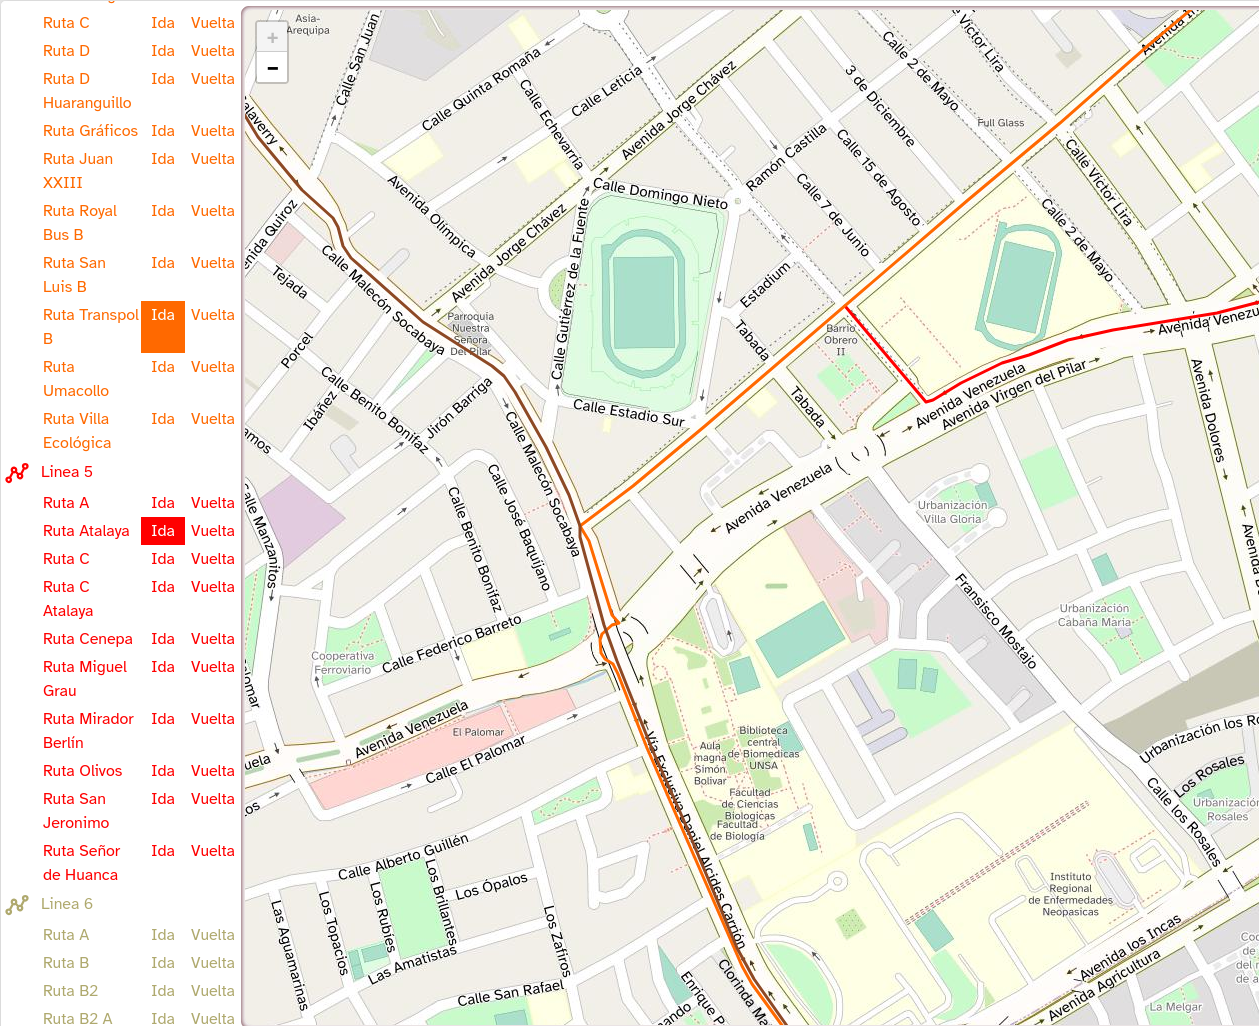 Ruta C Ida Vuelta
Ruta D Ida Vuelta
Ruta D Ida Vuelta
Huaranguillo
Ruta Gráficos Ida Vuelta
Ruta Juan Ida Vuelta
XXIII
Ruta Royal Ida Vuelta
Bus B
Ruta San Ida Vuelta
Luis B
Ruta Transpol Ida Vuelta
B
Ruta Ida Vuelta
Umacollo
Ruta Villa Ida Vuelta
Ecológica
Linea 5
Ruta A Ida Vuelta
Ruta Atalaya Ida Vuelta
Ruta C Ida Vuelta
Ruta C Ida Vuelta
Atalaya
Ruta Cenepa Ida Vuelta
Ruta Miguel Ida Vuelta
Grau
Ruta Mirador Ida Vuelta
Berlín
Ruta Olivos Ida Vuelta
Ruta San Ida Vuelta
Jeronimo
Ruta Señor Ida Vuelta
de Huanca
Linea 6
Ruta A Ida Vuelta
Ruta B Ida Vuelta
Ruta B2 Ida Vuelta
Ruta B2 A Ida Vuelta
+
-
Asia-
Arequipa
Calle San Juan
Calle Quinta Romaña
Calle Leticia
Calle Echevarría
Avenida Jorge Chávez
Calle 2 de Mayo
Víctor Lira
Avenida
3 de Diciembre
Full Glass
Ramón Castilla
Calle 15 de Agosto
Calle Víctor Lira
Calle 7 de Junio
Calle 2 de Mayo
Avenida Olímpica
Calle Domingo Nieto
Avenida Jorge Chávez
Calle Gutiérrez de la Fuente
Quiroz
Tejada
Calle Malecón Socabaya
Estadium
Tabada
Parroquia
Nuestra
Señora
Del Pilar
Barrio
Obrero
II
Porcel
Calle Benito Bonifaz
Ibáñez
Jirón Barriga
Calle Estadio Sur
Tabada
Avenida Venezuela
Avenida Virgen del Pilar
Avenida Dolores
Calle Malecón Socabaya
Calle José Baquijano
Calle Benito Bonifaz
Avenida Venezuela
Urbanización
Villa Gloria
Calle Manzanitos
Fransisco Mostajo
Urbanización
Cabaña Maria
Avenida
Cooperativa
Ferroviario
Calle Federico Barreto
Avenida Venezuela
El Palomar
Calle El Palomar
Vía Exclusiva Daniel Alcides Carrión
Aula
magna
Simón
Bolivar
Biblioteca
central
de Biomedicas
UNSA
Facultad
de Ciencias
Biologicas
Facultad
de Biología
Urbanización los
Los Rosales
Urbanización
Rosales
Calle los Rosales
Calle Alberto Guillén
Los Ópalos
Los Brillantes
Los Rubíes
Los Topacios
Las Aguamarinas
Las Amatistas
Los Zafiros
Calle San Rafael
Enrique
Clorinda
Instituto
Regional
de Enfermedades
Neopasicas
Avenida los Incas
Avenida Agricultura
La Melgar